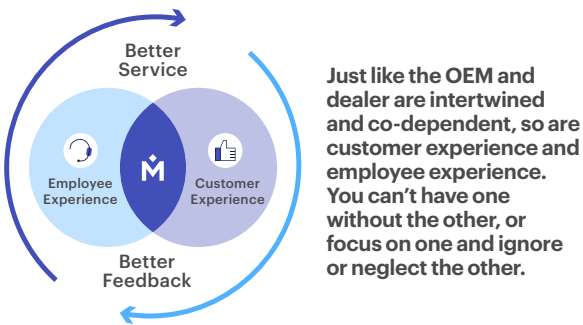 Better
Service
Employee
Experience
Customer
Experience
Better
Feedback
Just like the OEM and
dealer are intertwined
and co-dependent, so are
customer experience and
employee experience.
You can’t have one
without the other, or
focus on one and ignore
or neglect the other.